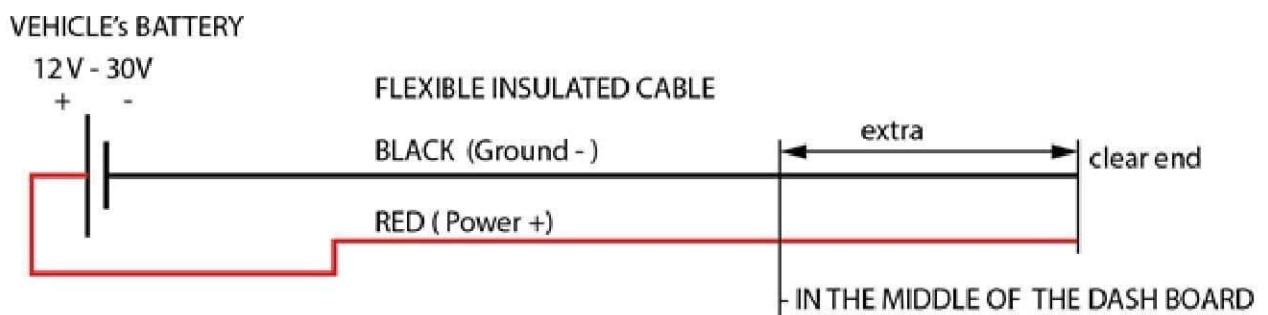 VEHICLE's BATTERY
12V - 30V
+ -
FLEXIBLE INSULATED CABLE
BLACK (Ground - )
extra
clear end
RED ( Power +)
- IN THE MIDDLE OF THE DASH BOARD